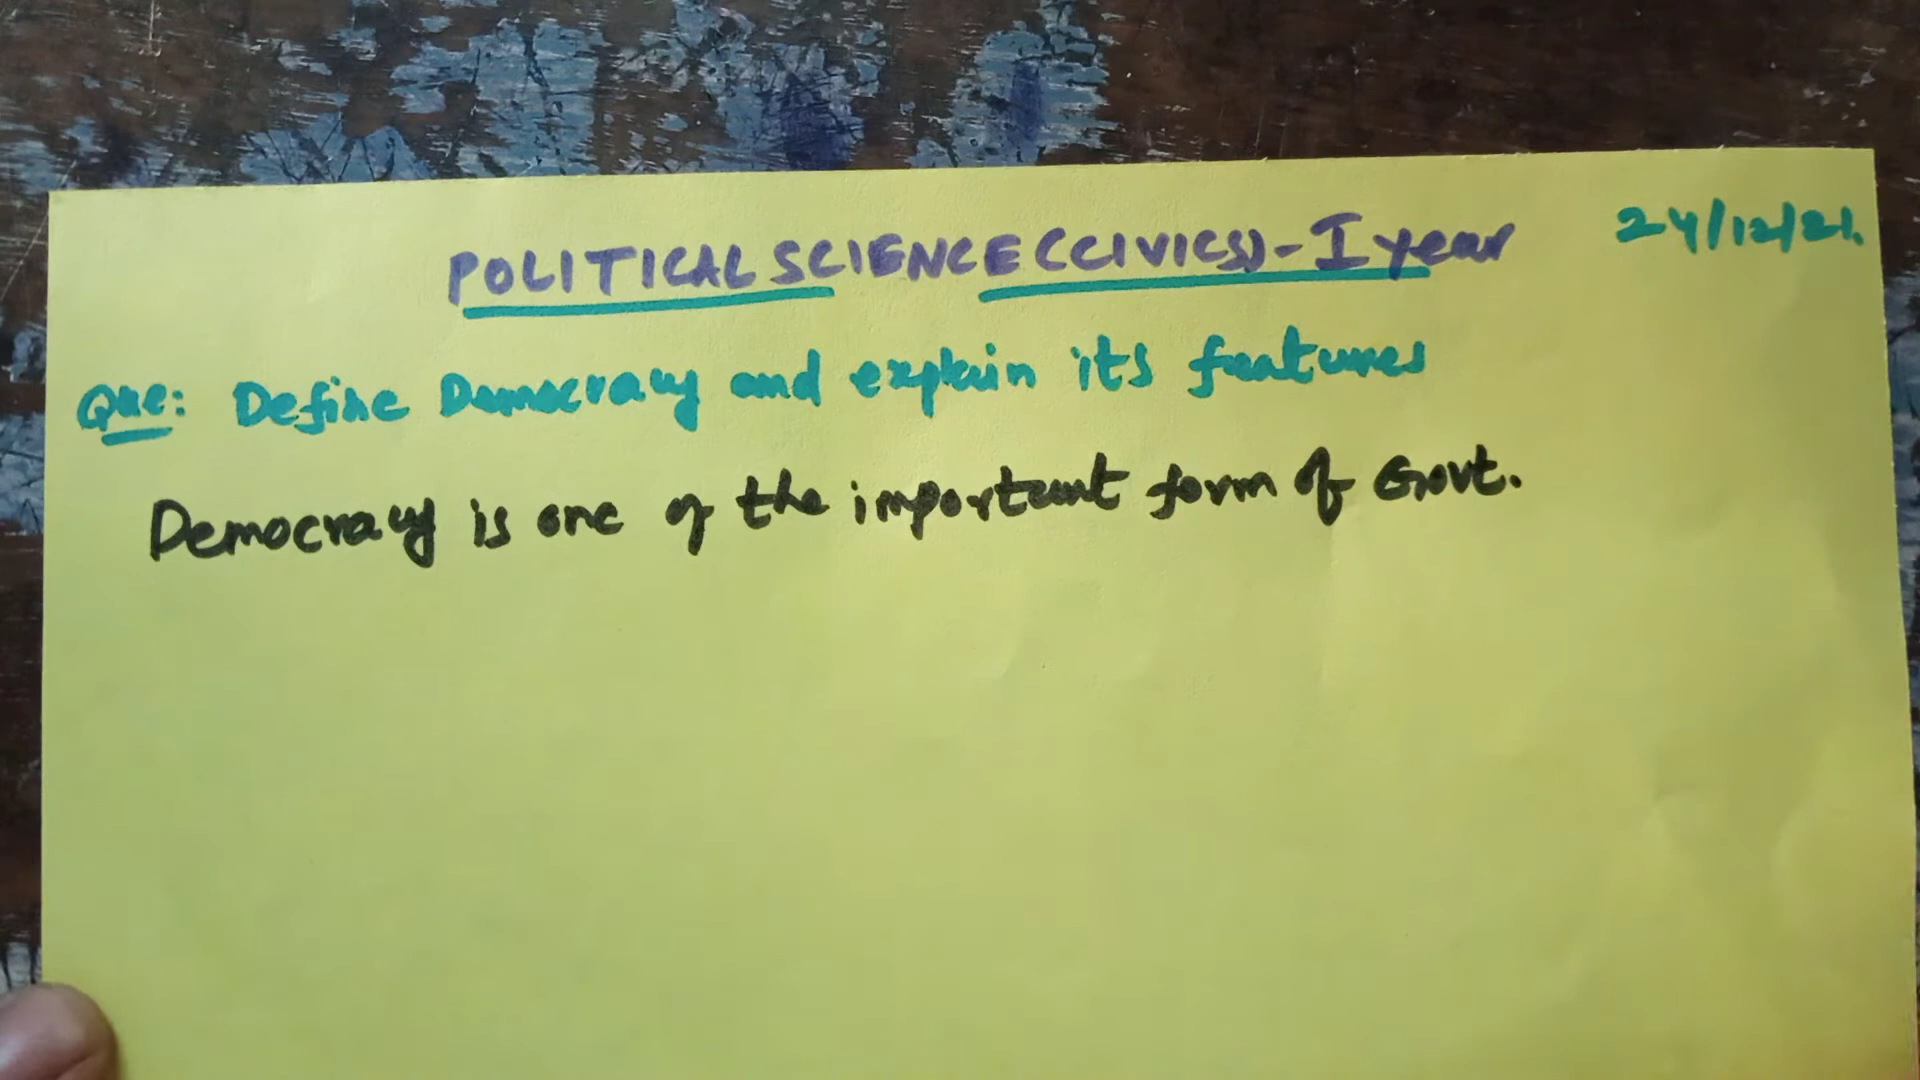 POLITICAL SCIENCE (CIVICS) - I year
24/12/21.
Que: Define Democracy and explain its features
Democracy is one of the important form of Govt.